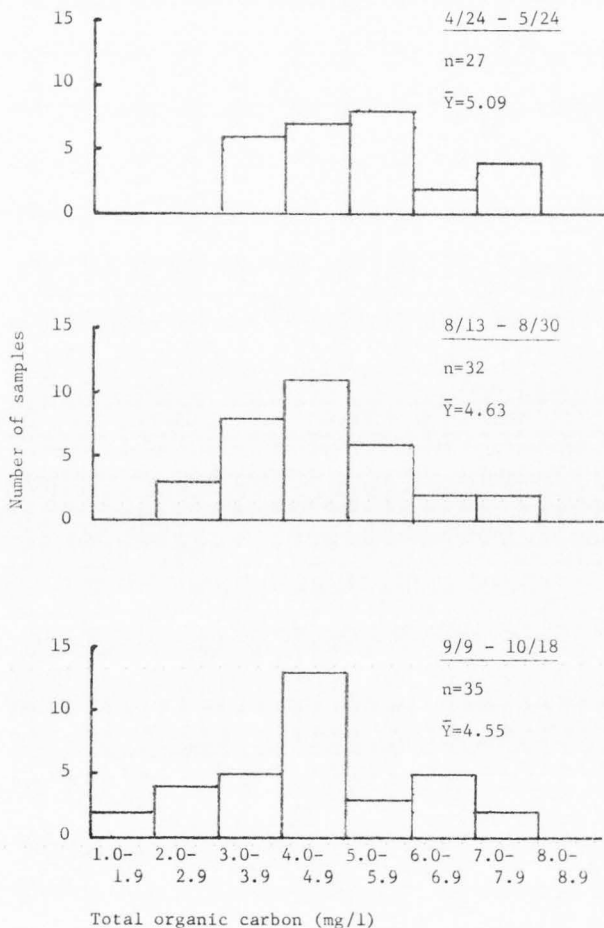 4/24 - 5/24
n=27
Ȳ=5.09
15
10
5
0
8/13 - 8/30
n=32
Ȳ=4.63
15
10
5
0
Number of samples
9/9 - 10/18
n=35
Ȳ=4.55
15
10
5
0
1.0- 2.0- 3.0- 4.0- 5.0- 6.0- 7.0- 8.0-
1.9 2.9 3.9 4.9 5.9 6.9 7.9 8.9
Total organic carbon (mg/l)